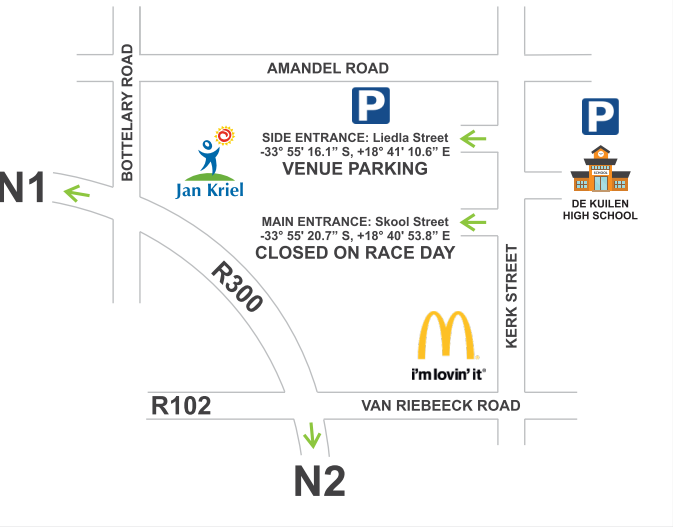 BOTTELARY ROAD
AMANDEL ROAD
P
P
SIDE ENTRANCE: Liedla Street
-33° 55' 16.1" S, +18° 41' 10.6" E
VENUE PARKING
Jan Kriel
N1
SCHOOL
DE KUILEN
HIGH SCHOOL
MAIN ENTRANCE: Skool Street
-33° 55' 20.7" S, +18° 40' 53.8" E
CLOSED ON RACE DAY
R300
KERK STREET
i'm lovin' it®
R102
VAN RIEBEECK ROAD
N2